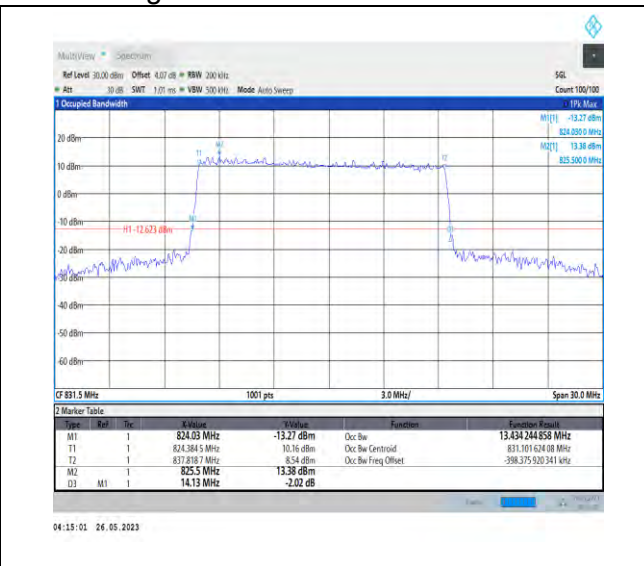 MultiView Spectrum
Ref Level 30.00 dBm Offset 4.07 dB RBW 200 kHz SGL
Att 30 dB SWT 1.01 ms VBW 500 kHz Mode Auto Sweep Count 100/100
1 Occupied Bandwidth 1Pk Max
M1[1] -13.27 dBm
824.030 0 MHz
M2[1] 13.38 dBm
825.500 0 MHz
20 dBm
T1 M2 T2
10 dBm
0 dBm
-10 dBm
M1
H1 -12.623 dBm
D3
-20 dBm
-30 dBm
-40 dBm
-50 dBm
-60 dBm
CF 831.5 MHz 1001 pts 3.0 MHz/ Span 30.0 MHz
2 Marker Table
Type Ref Trc X-Value Y-Value Function Function Result
M1 1 824.03 MHz -13.27 dBm Occ Bw 13.434 244 858 MHz
T1 1 824.384 5 MHz 10.16 dBm Occ Bw Centroid 831.101 624 08 MHz
T2 1 837.818 7 MHz 8.54 dBm Occ Bw Freq Offset -398.375 920 341 kHz
M2 1 825.5 MHz 13.38 dBm
D3 M1 1 14.13 MHz -2.02 dB
04:15:01 26.05.2023